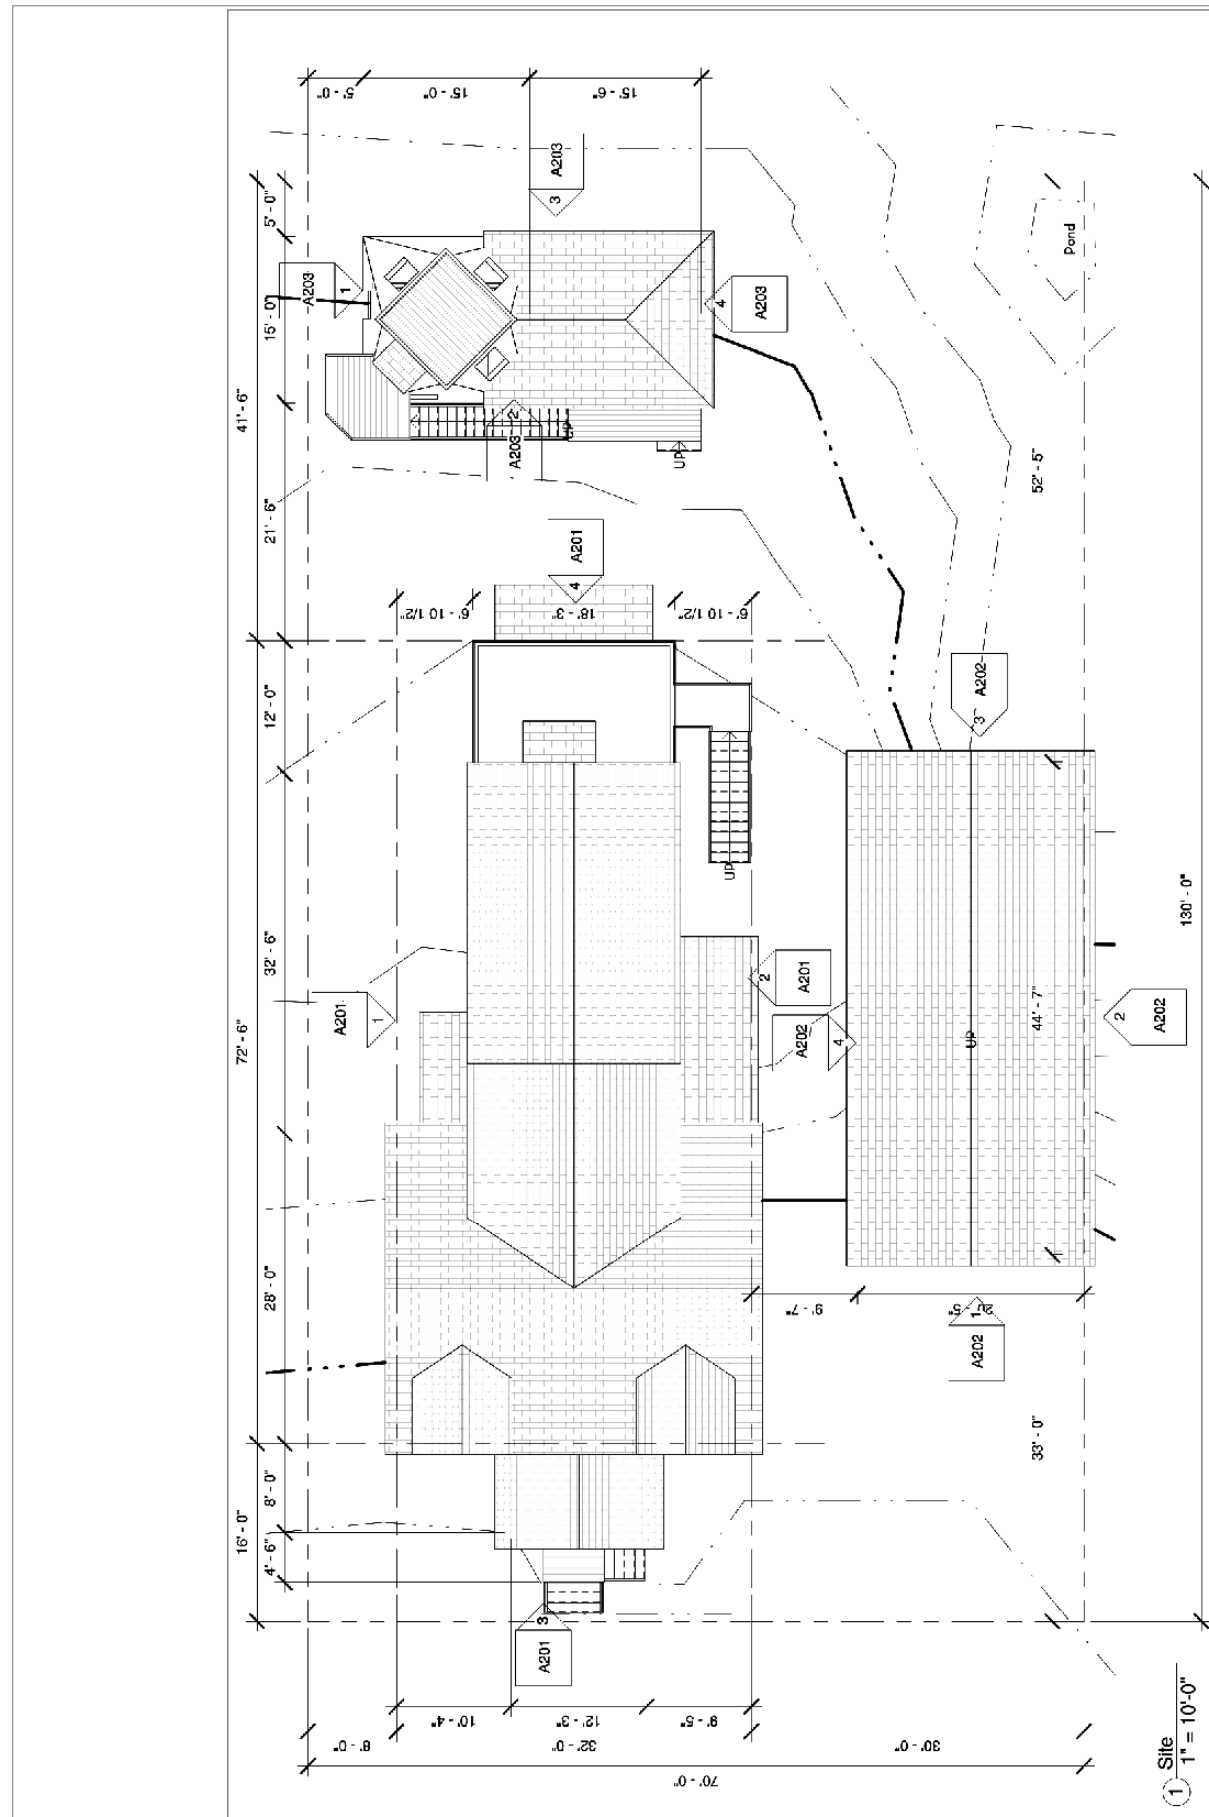 5' - 0"
15' - 0"
15' - 6"
A203
3
5' - 0"
15' - 0"
41' - 6"
21' - 6"
A203
1
A203
2
UP
UP
4
A203
Pond
52' - 5"
A201
4
6' - 10 1/2"
18' - 3"
6' - 10 1/2"
A202
3
12' - 0"
32' - 6"
72' - 6"
28' - 0"
UP
A201
1
2
A201
A202
4
44' - 7"
UP
2
A202
130' - 0"
9' - 7"
20' - 5"
1
A202
33' - 0"
16' - 0"
8' - 0"
4' - 6"
3
A201
10' - 4"
12' - 3"
9' - 5"
8' - 0"
32' - 0"
30' - 0"
70' - 0"
1
Site
1" = 10'-0"